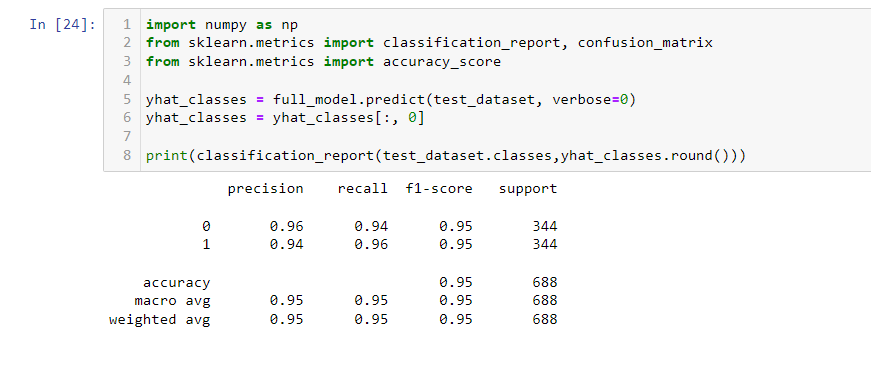 In [24]:
1 import numpy as np
2 from sklearn.metrics import classification_report, confusion_matrix
3 from sklearn.metrics import accuracy_score
4
5 yhat_classes = full_model.predict(test_dataset, verbose=0)
6 yhat_classes = yhat_classes[:, 0]
7
8 print(classification_report(test_dataset.classes,yhat_classes.round()))
precision recall f1-score support
0 0.96 0.94 0.95 344
1 0.94 0.96 0.95 344
accuracy 0.95 688
macro avg 0.95 0.95 0.95 688
weighted avg 0.95 0.95 0.95 688